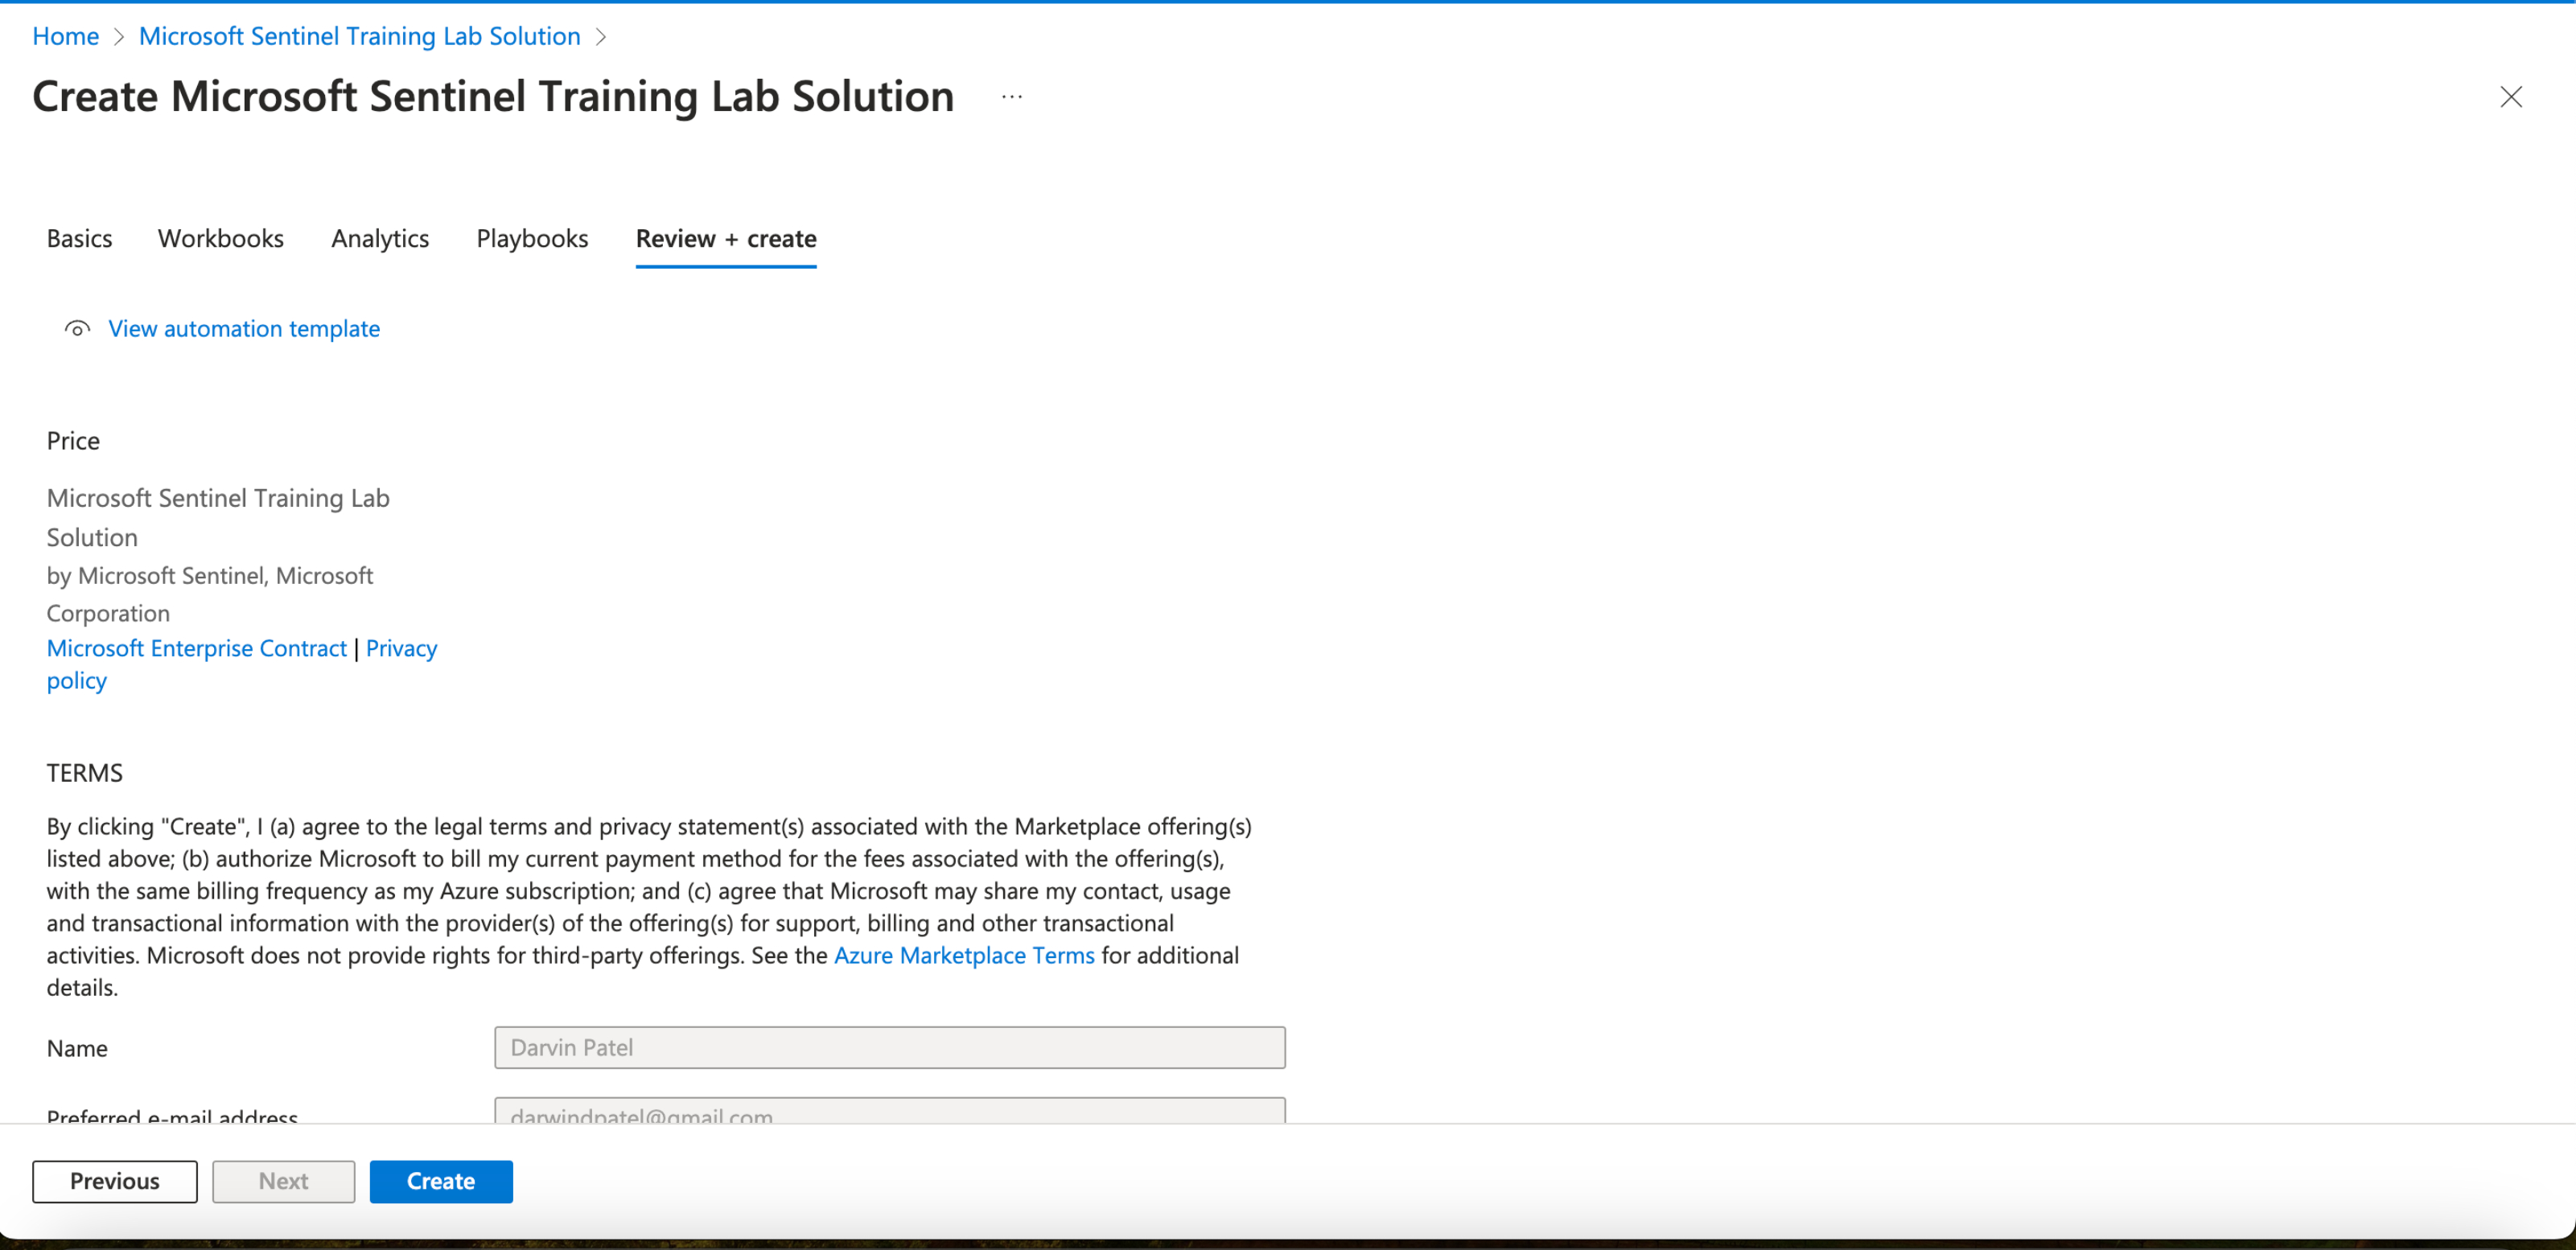 Home > Microsoft Sentinel Training Lab Solution >
Create Microsoft Sentinel Training Lab Solution ...
Basics Workbooks Analytics Playbooks Review + create
View automation template
Price
Microsoft Sentinel Training Lab
Solution
by Microsoft Sentinel, Microsoft
Corporation
Microsoft Enterprise Contract | Privacy
policy
TERMS
By clicking "Create", I (a) agree to the legal terms and privacy statement(s) associated with the Marketplace offering(s)
listed above; (b) authorize Microsoft to bill my current payment method for the fees associated with the offering(s),
with the same billing frequency as my Azure subscription; and (c) agree that Microsoft may share my contact, usage
and transactional information with the provider(s) of the offering(s) for support, billing and other transactional
activities. Microsoft does not provide rights for third-party offerings. See the Azure Marketplace Terms for additional
details.
Name Darvin Patel
Preferred e-mail address darwindpatel@gmail.com
Previous Next Create